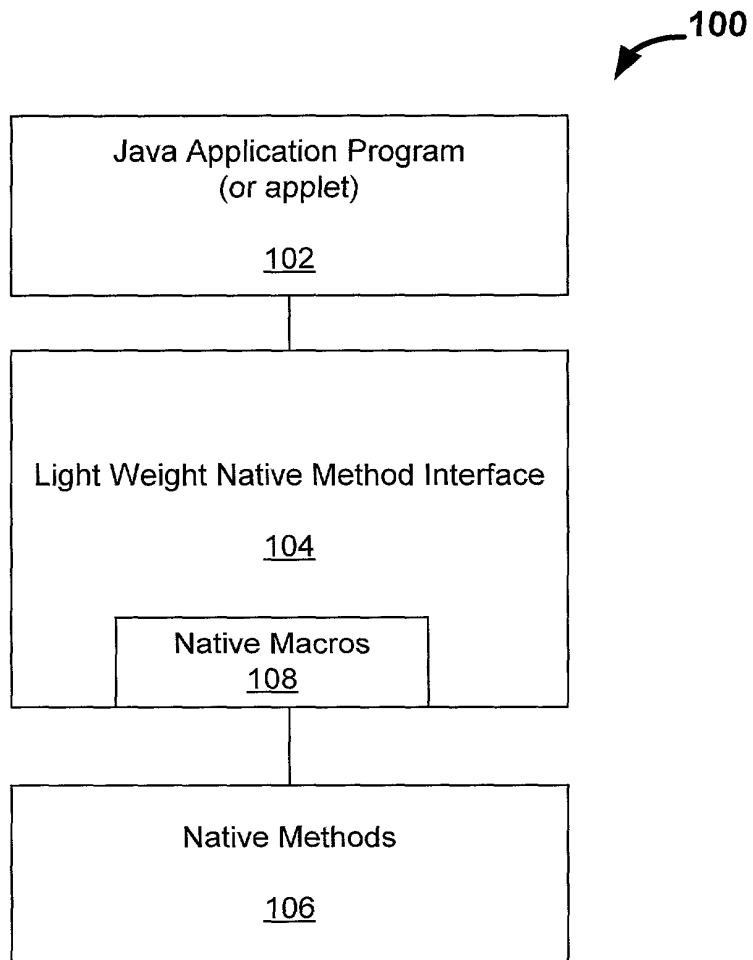 100
Java Application Program
(or applet)
102
Light Weight Native Method Interface
104
Native Macros
108
Native Methods
106